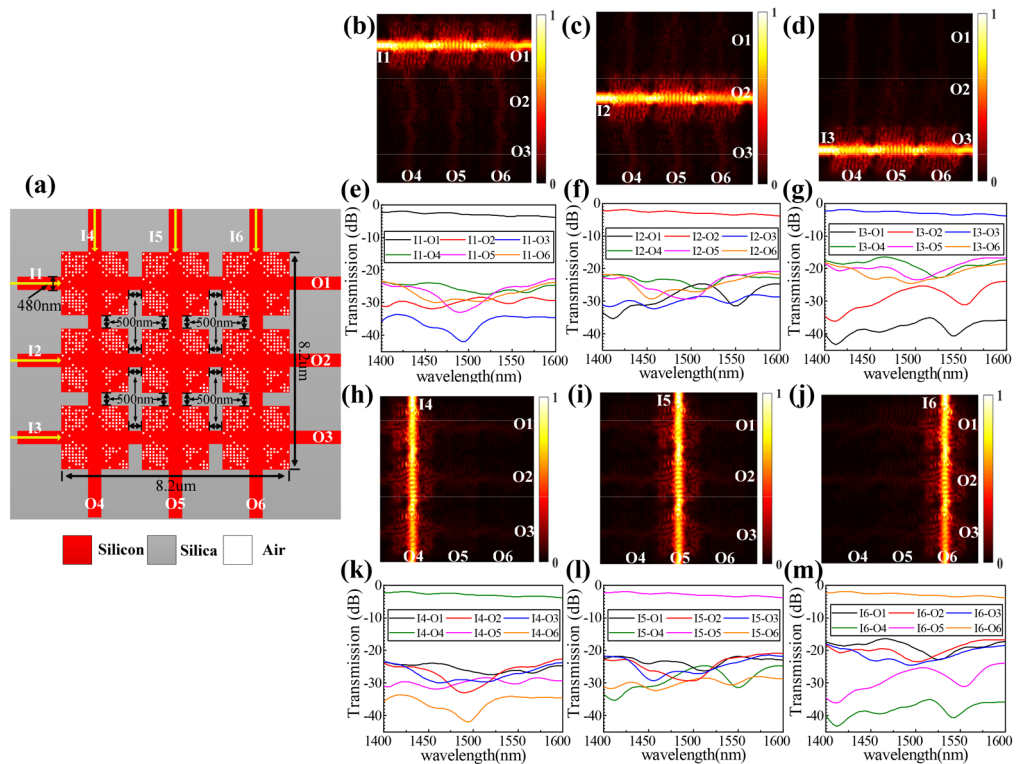 (a)
I4 I5 I6
I1 O1
480nm
500nm 500nm
I2 O2
8.2um
500nm 500nm
I3 O3
8.2um
O4 O5 O6
Silicon Silica Air
(b)
1
I1 O1
O2
O3
O4 O5 O6
0
(c)
1
O1
O2
I2
O3
O4 O5 O6
0
(d)
1
O1
O2
I3 O3
O4 O5 O6
0
(e)
Transmission (dB)
0
-10
-20
-30
-40
I1-O1 I1-O2 I1-O3
I1-O4 I1-O5 I1-O6
1400 1450 1500 1550 1600
wavelength(nm)
(f)
Transmission (dB)
0
-10
-20
-30
-40
I2-O1 I2-O2 I2-O3
I2-O4 I2-O5 I2-O6
1400 1450 1500 1550 1600
wavelength(nm)
(g)
Transmission (dB)
0
-10
-20
-30
-40
I3-O1 I3-O2 I3-O3
I3-O4 I3-O5 I3-O6
1400 1450 1500 1550 1600
wavelength(nm)
(h)
1
I4
O1
O2
O3
O4 O5 O6
0
(i)
1
I5
O1
O2
O3
O4 O5 O6
0
(j)
1
I6
O1
O2
O3
O4 O5 O6
0
(k)
Transmission (dB)
0
-10
-20
-30
-40
I4-O1 I4-O2 I4-O3
I4-O4 I4-O5 I4-O6
1400 1450 1500 1550 1600
wavelength(nm)
(l)
Transmission (dB)
0
-10
-20
-30
-40
I5-O1 I5-O2 I5-O3
I5-O4 I5-O5 I5-O6
1400 1450 1500 1550 1600
wavelength(nm)
(m)
Transmission (dB)
0
-10
-20
-30
-40
I6-O1 I6-O2 I6-O3
I6-O4 I6-O5 I6-O6
1400 1450 1500 1550 1600
wavelength(nm)